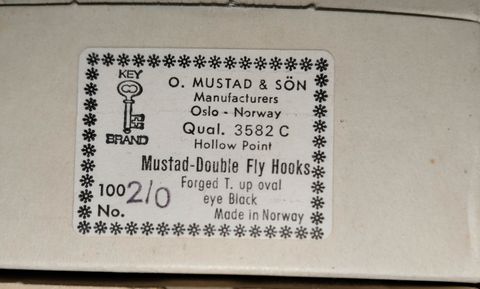 KEY
BRAND
O. MUSTAD & SÖN
Manufacturers
Oslo - Norway
Qual. 3582 C
Hollow Point
Mustad-Double Fly Hooks
100 Forged T. up oval
No. 2/0 eye Black
Made in Norway